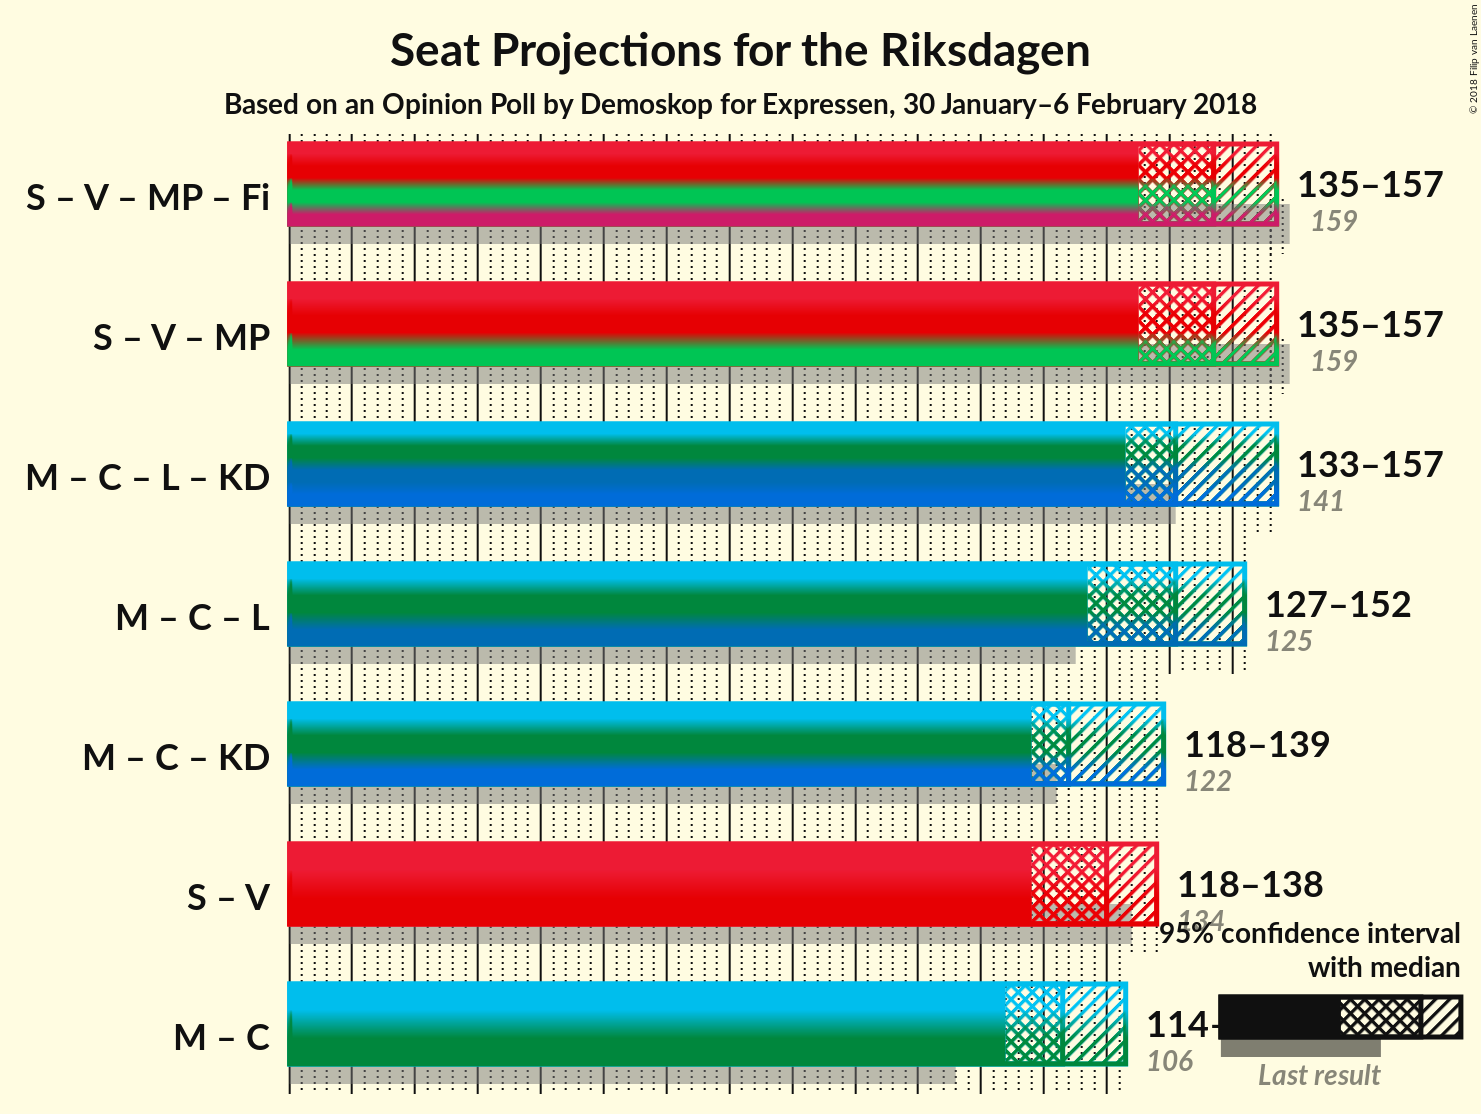 Seat Projections for the Riksdagen
Based on an Opinion Poll by Demoskop for Expressen, 30 January–6 February 2018
© 2018 Filip van Laenen
S – V – MP – Fi
135–157
159
S – V – MP
135–157
159
M – C – L – KD
133–157
141
M – C – L
127–152
125
M – C – KD
118–139
122
S – V
118–138
134
95% confidence interval
with median
M – C
114–
106
Last result